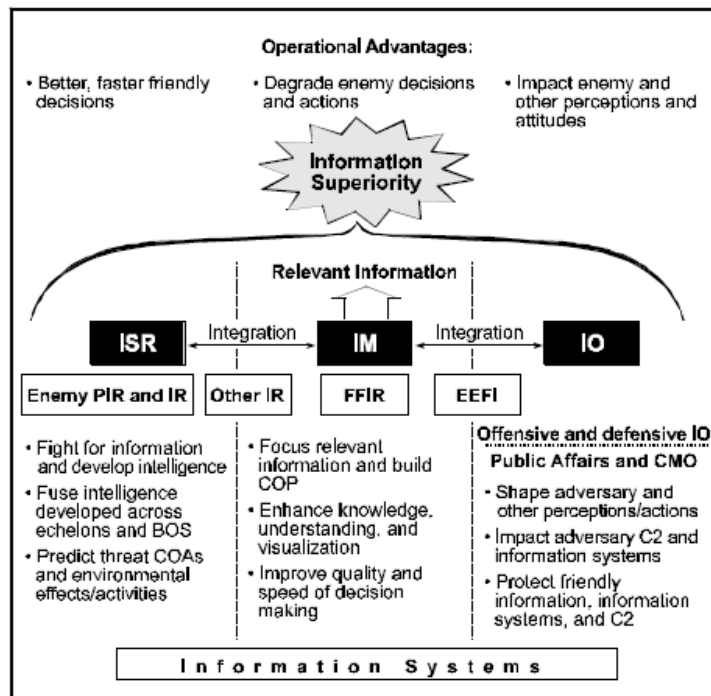 Operational Advantages:
• Better, faster friendly
decisions
• Degrade enemy decisions
and actions
• Impact enemy and
other perceptions and
attitudes
Information
Superiority
Relevant Information
ISR
Integration
IM
Integration
IO
Enemy PIR and IR
Other IR
FFIR
EEFI
• Fight for information
and develop intelligence
• Fuse intelligence
developed across
echelons and BOS
• Predict threat COAs
and environmental
effects/activities
• Focus relevant
information and build
COP
• Enhance knowledge,
understanding, and
visualization
• Improve quality and
speed of decision
making
Offensive and defensive IO
Public Affairs and CMO
• Shape adversary and
other perceptions/actions
• Impact adversary C2 and
information systems
• Protect friendly
information, information
systems, and C2
Information Systems